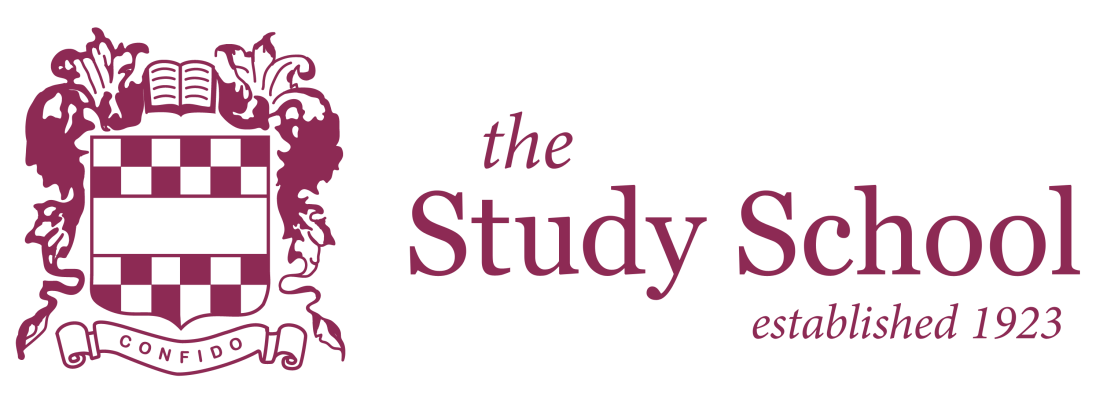 CONFIDO
the
Study School
established 1923